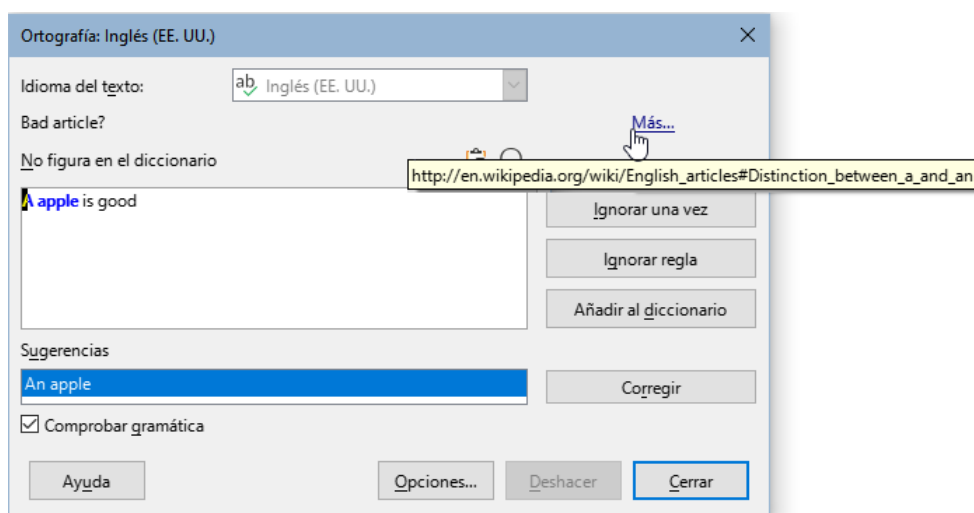 Ortografía: Inglés (EE. UU.)
Idioma del texto:
Inglés (EE. UU.)
Bad article?
Más...
No figura en el diccionario
http://en.wikipedia.org/wiki/English_articles#Distinction_between_a_and_an
A apple is good
Ignorar una vez
Ignorar regla
Añadir al diccionario
Sugerencias
An apple
Corregir
Comprobar gramática
Ayuda
Opciones...
Deshacer
Cerrar